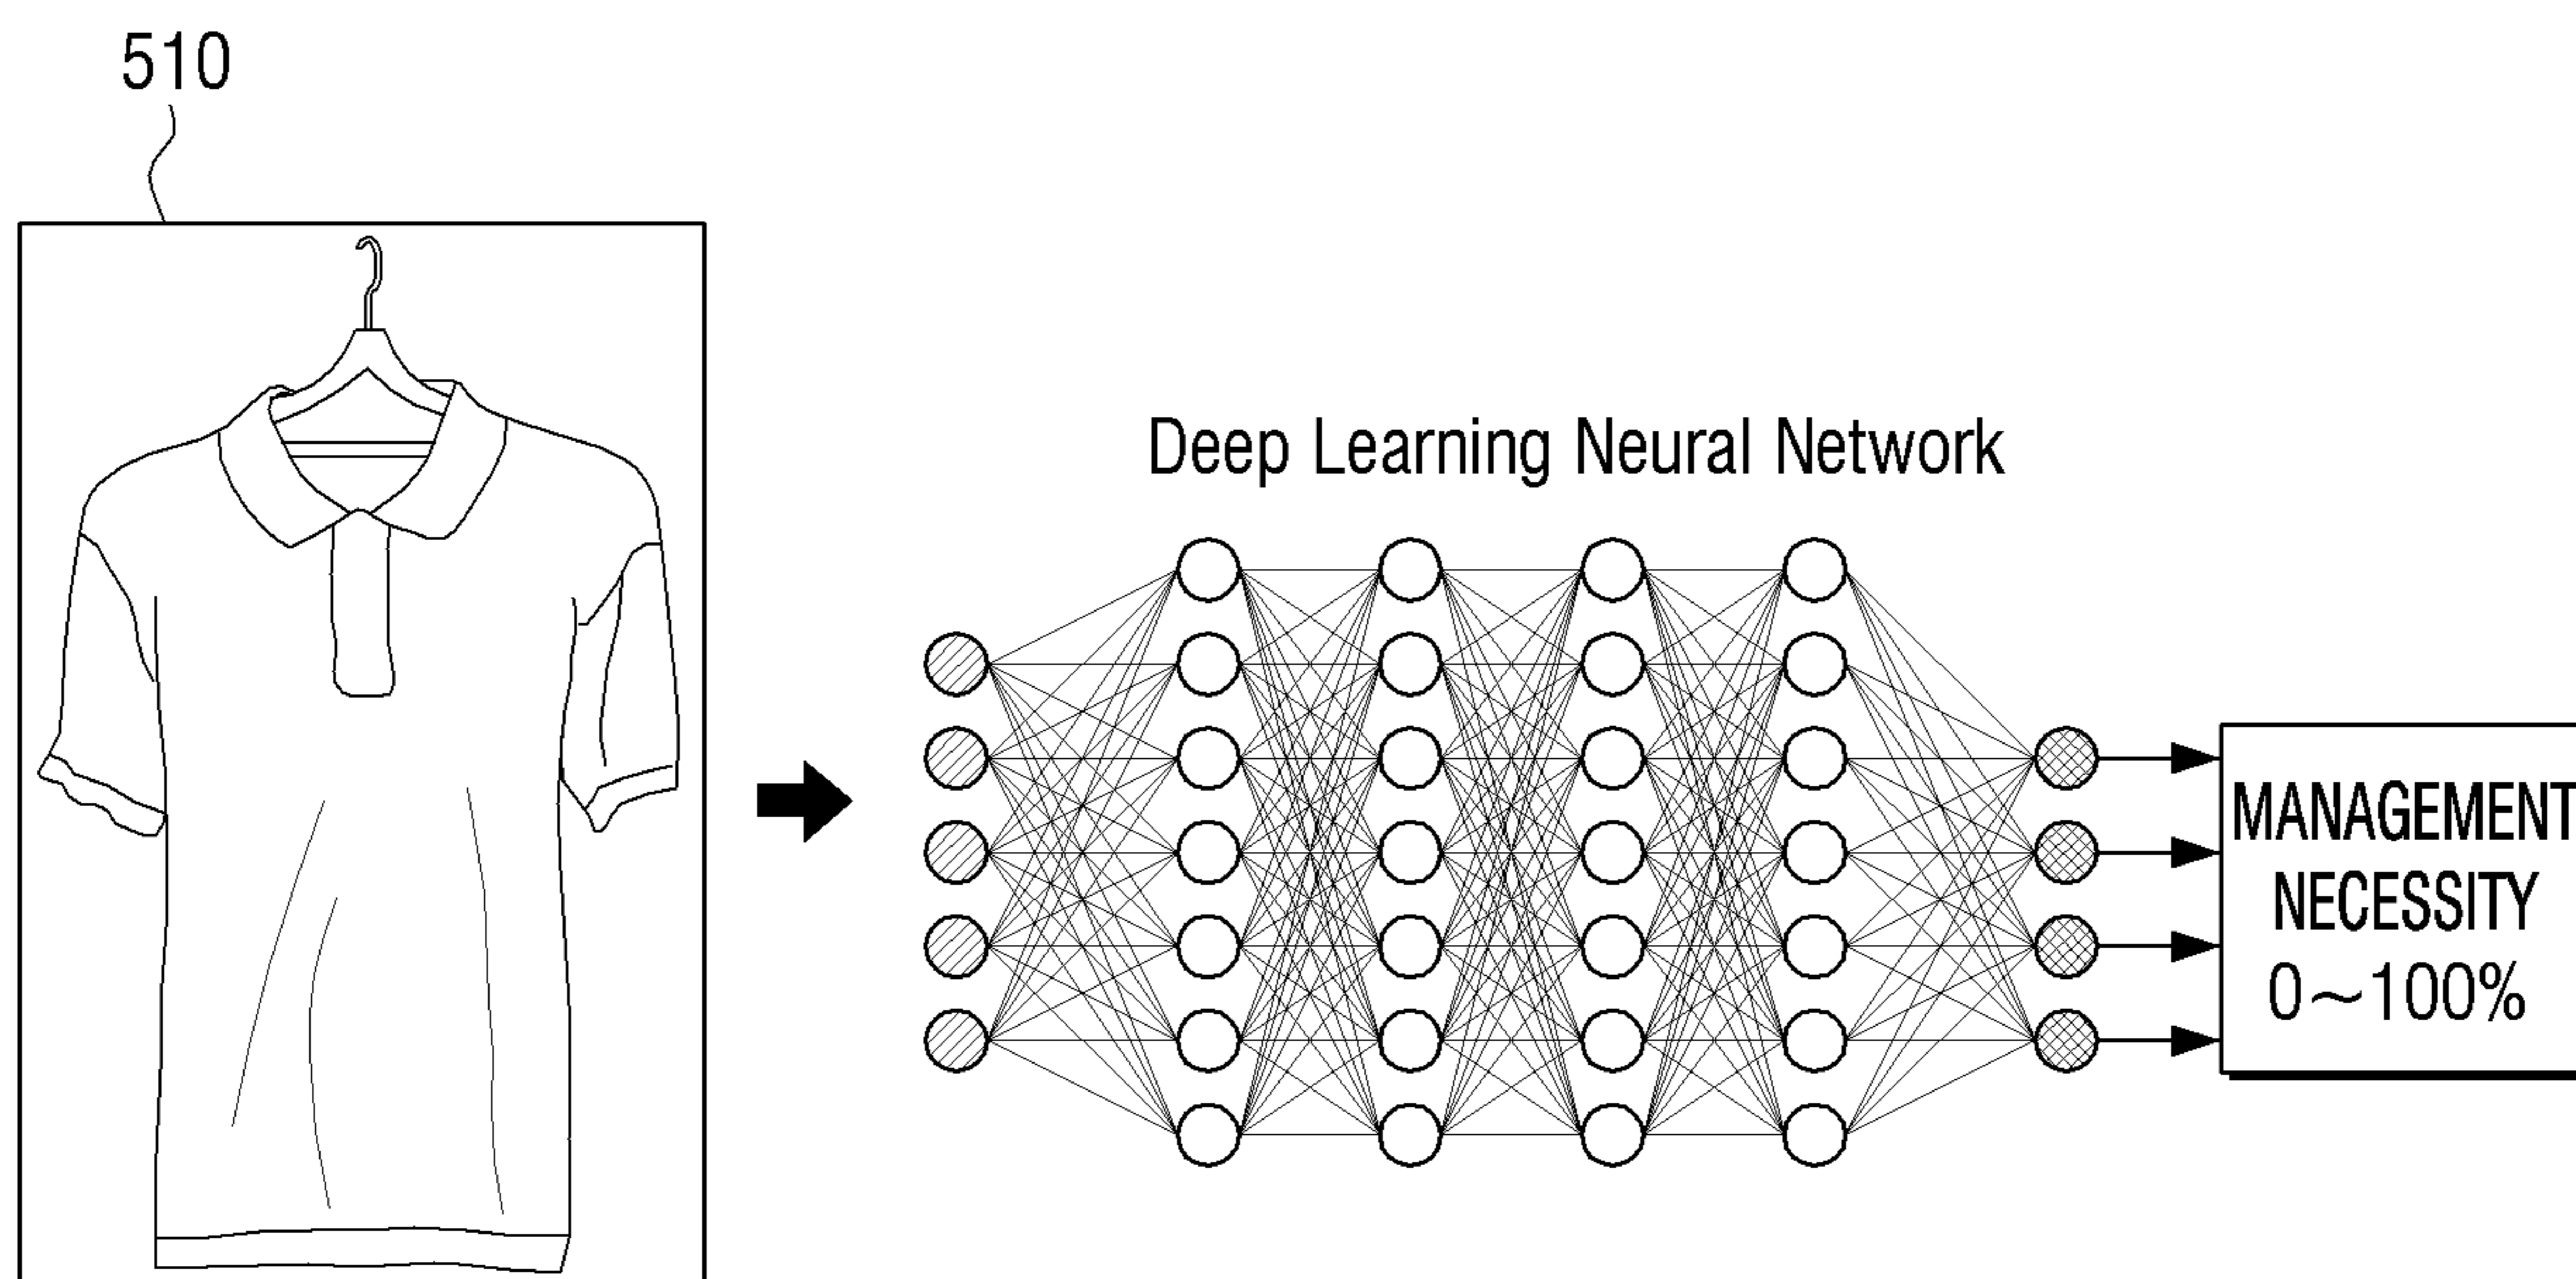 510
Deep Learning Neural Network
MANAGEMENT
NECESSITY
0~100%